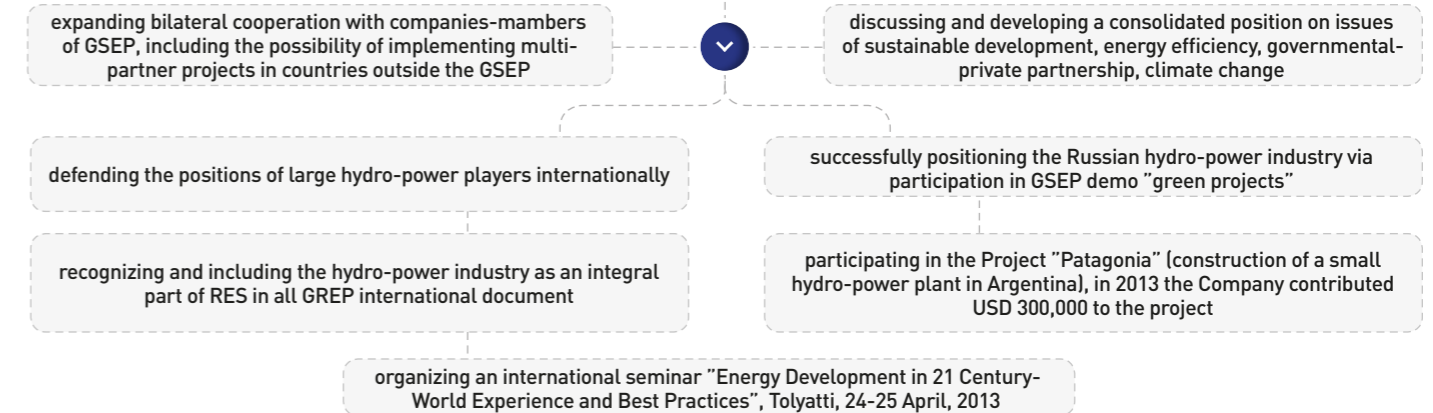 expanding bilateral cooperation with companies-mambers
of GSEP, including the possibility of implementing multi-
partner projects in countries outside the GSEP
discussing and developing a consolidated position on issues
of sustainable development, energy efficiency, governmental-
private partnership, climate change
defending the positions of large hydro-power players internationally
successfully positioning the Russian hydro-power industry via
participation in GSEP demo ”green projects”
recognizing and including the hydro-power industry as an integral
part of RES in all GREP international document
participating in the Project ”Patagonia” (construction of a small
hydro-power plant in Argentina), in 2013 the Company contributed
USD 300,000 to the project
organizing an international seminar ”Energy Development in 21 Century-
World Experience and Best Practices”, Tolyatti, 24-25 April, 2013